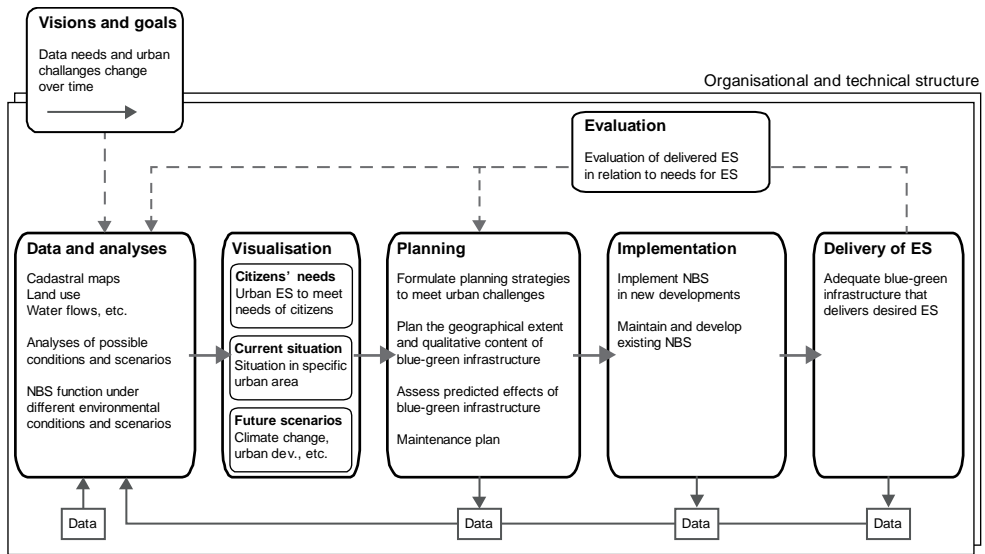 Visions and goals
Data needs and urban
challanges change
over time
Organisational and technical structure
Evaluation
Evaluation of delivered ES
in relation to needs for ES
Data and analyses
Cadastral maps
Land use
Water flows, etc.
Analyses of possible
conditions and scenarios
NBS function under
different environmental
conditions and scenarios
Visualisation
Citizens’ needs
Urban ES to meet
needs of citizens
Current situation
Situation in specific
urban area
Future scenarios
Climate change,
urban dev., etc.
Planning
Formulate planning strategies
to meet urban challenges
Plan the geographical extent
and qualitative content of
blue-green infrastructure
Assess predicted effects of
blue-green infrastructure
Maintenance plan
Implementation
Implement NBS
in new developments
Maintain and develop
existing NBS
Delivery of ES
Adequate blue-green
infrastructure that
delivers desired ES
Data
Data
Data
Data